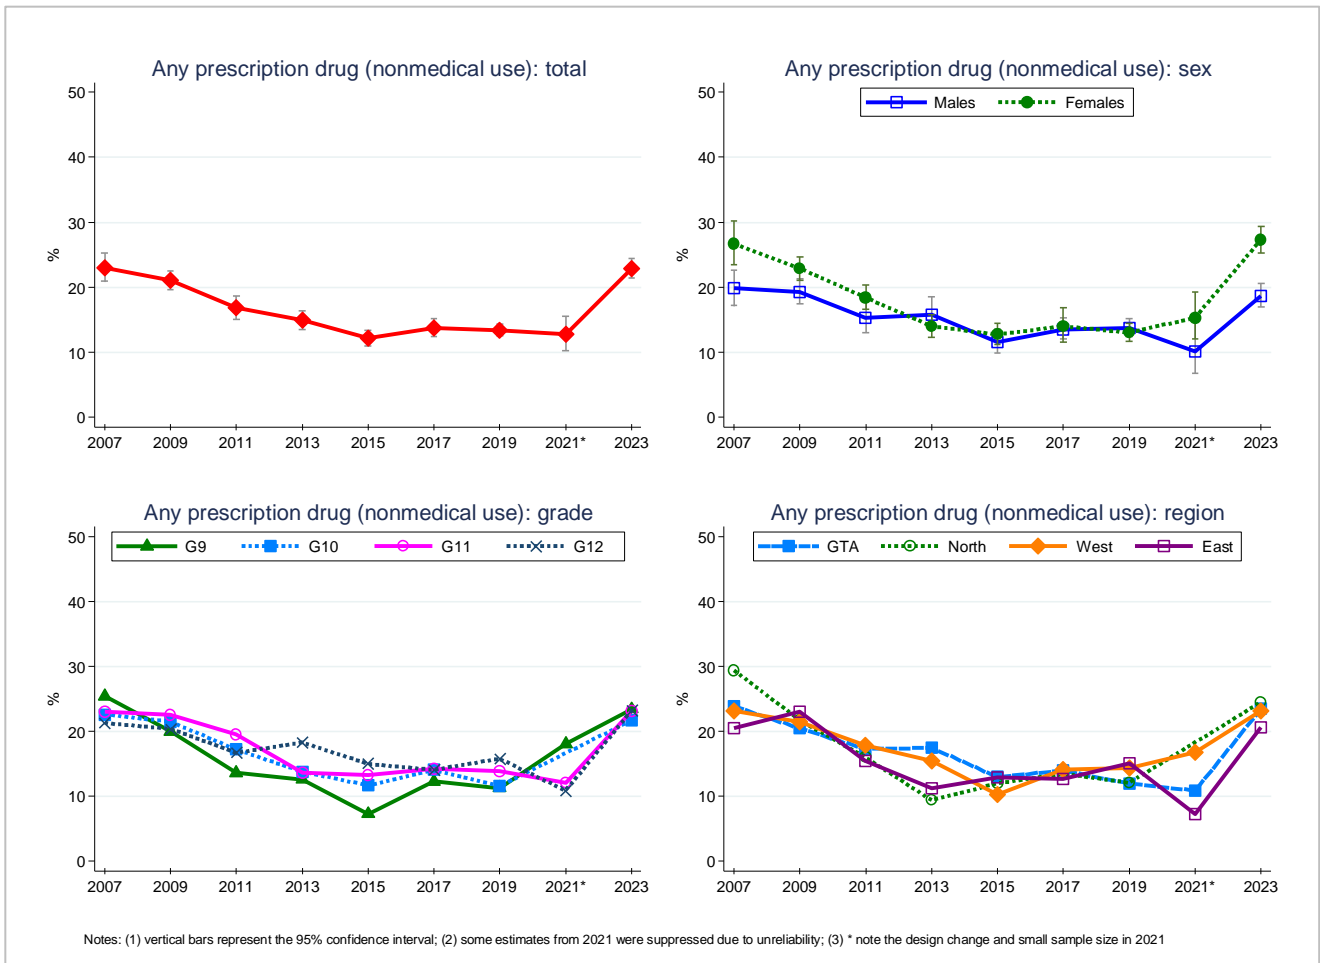 Any prescription drug (nonmedical use): total
50
40
30
20
10
0
%
2007 2009 2011 2013 2015 2017 2019 2021* 2023
Any prescription drug (nonmedical use): sex
Males Females
50
40
30
20
10
0
%
2007 2009 2011 2013 2015 2017 2019 2021* 2023
Any prescription drug (nonmedical use): grade
G9 G10 G11 G12
50
40
30
20
10
0
%
2007 2009 2011 2013 2015 2017 2019 2021* 2023
Any prescription drug (nonmedical use): region
GTA North West East
50
40
30
20
10
0
%
2007 2009 2011 2013 2015 2017 2019 2021* 2023
Notes: (1) vertical bars represent the 95% confidence interval; (2) some estimates from 2021 were suppressed due to unreliability; (3) * note the design change and small sample size in 2021